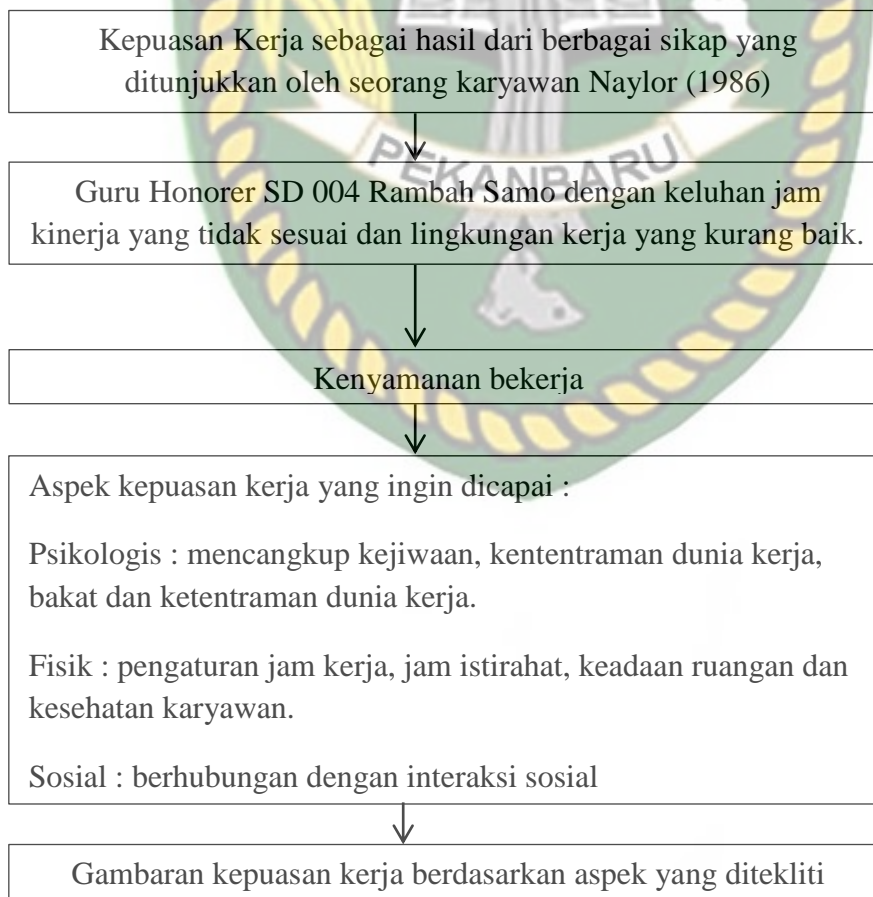 Kepuasan Kerja sebagai hasil dari berbagai sikap yang
ditunjukkan oleh seorang karyawan Naylor (1986)
PEKANBARU
Guru Honorer SD 004 Rambah Samo dengan keluhan jam
kinerja yang tidak sesuai dan lingkungan kerja yang kurang baik.
Kenyamanan bekerja
Aspek kepuasan kerja yang ingin dicapai :
Psikologis : mencangkup kejiwaan, kententraman dunia kerja,
bakat dan ketentraman dunia kerja.
Fisik : pengaturan jam kerja, jam istirahat, keadaan ruangan dan
kesehatan karyawan.
Sosial : berhubungan dengan interaksi sosial
Gambaran kepuasan kerja berdasarkan aspek yang ditekliti